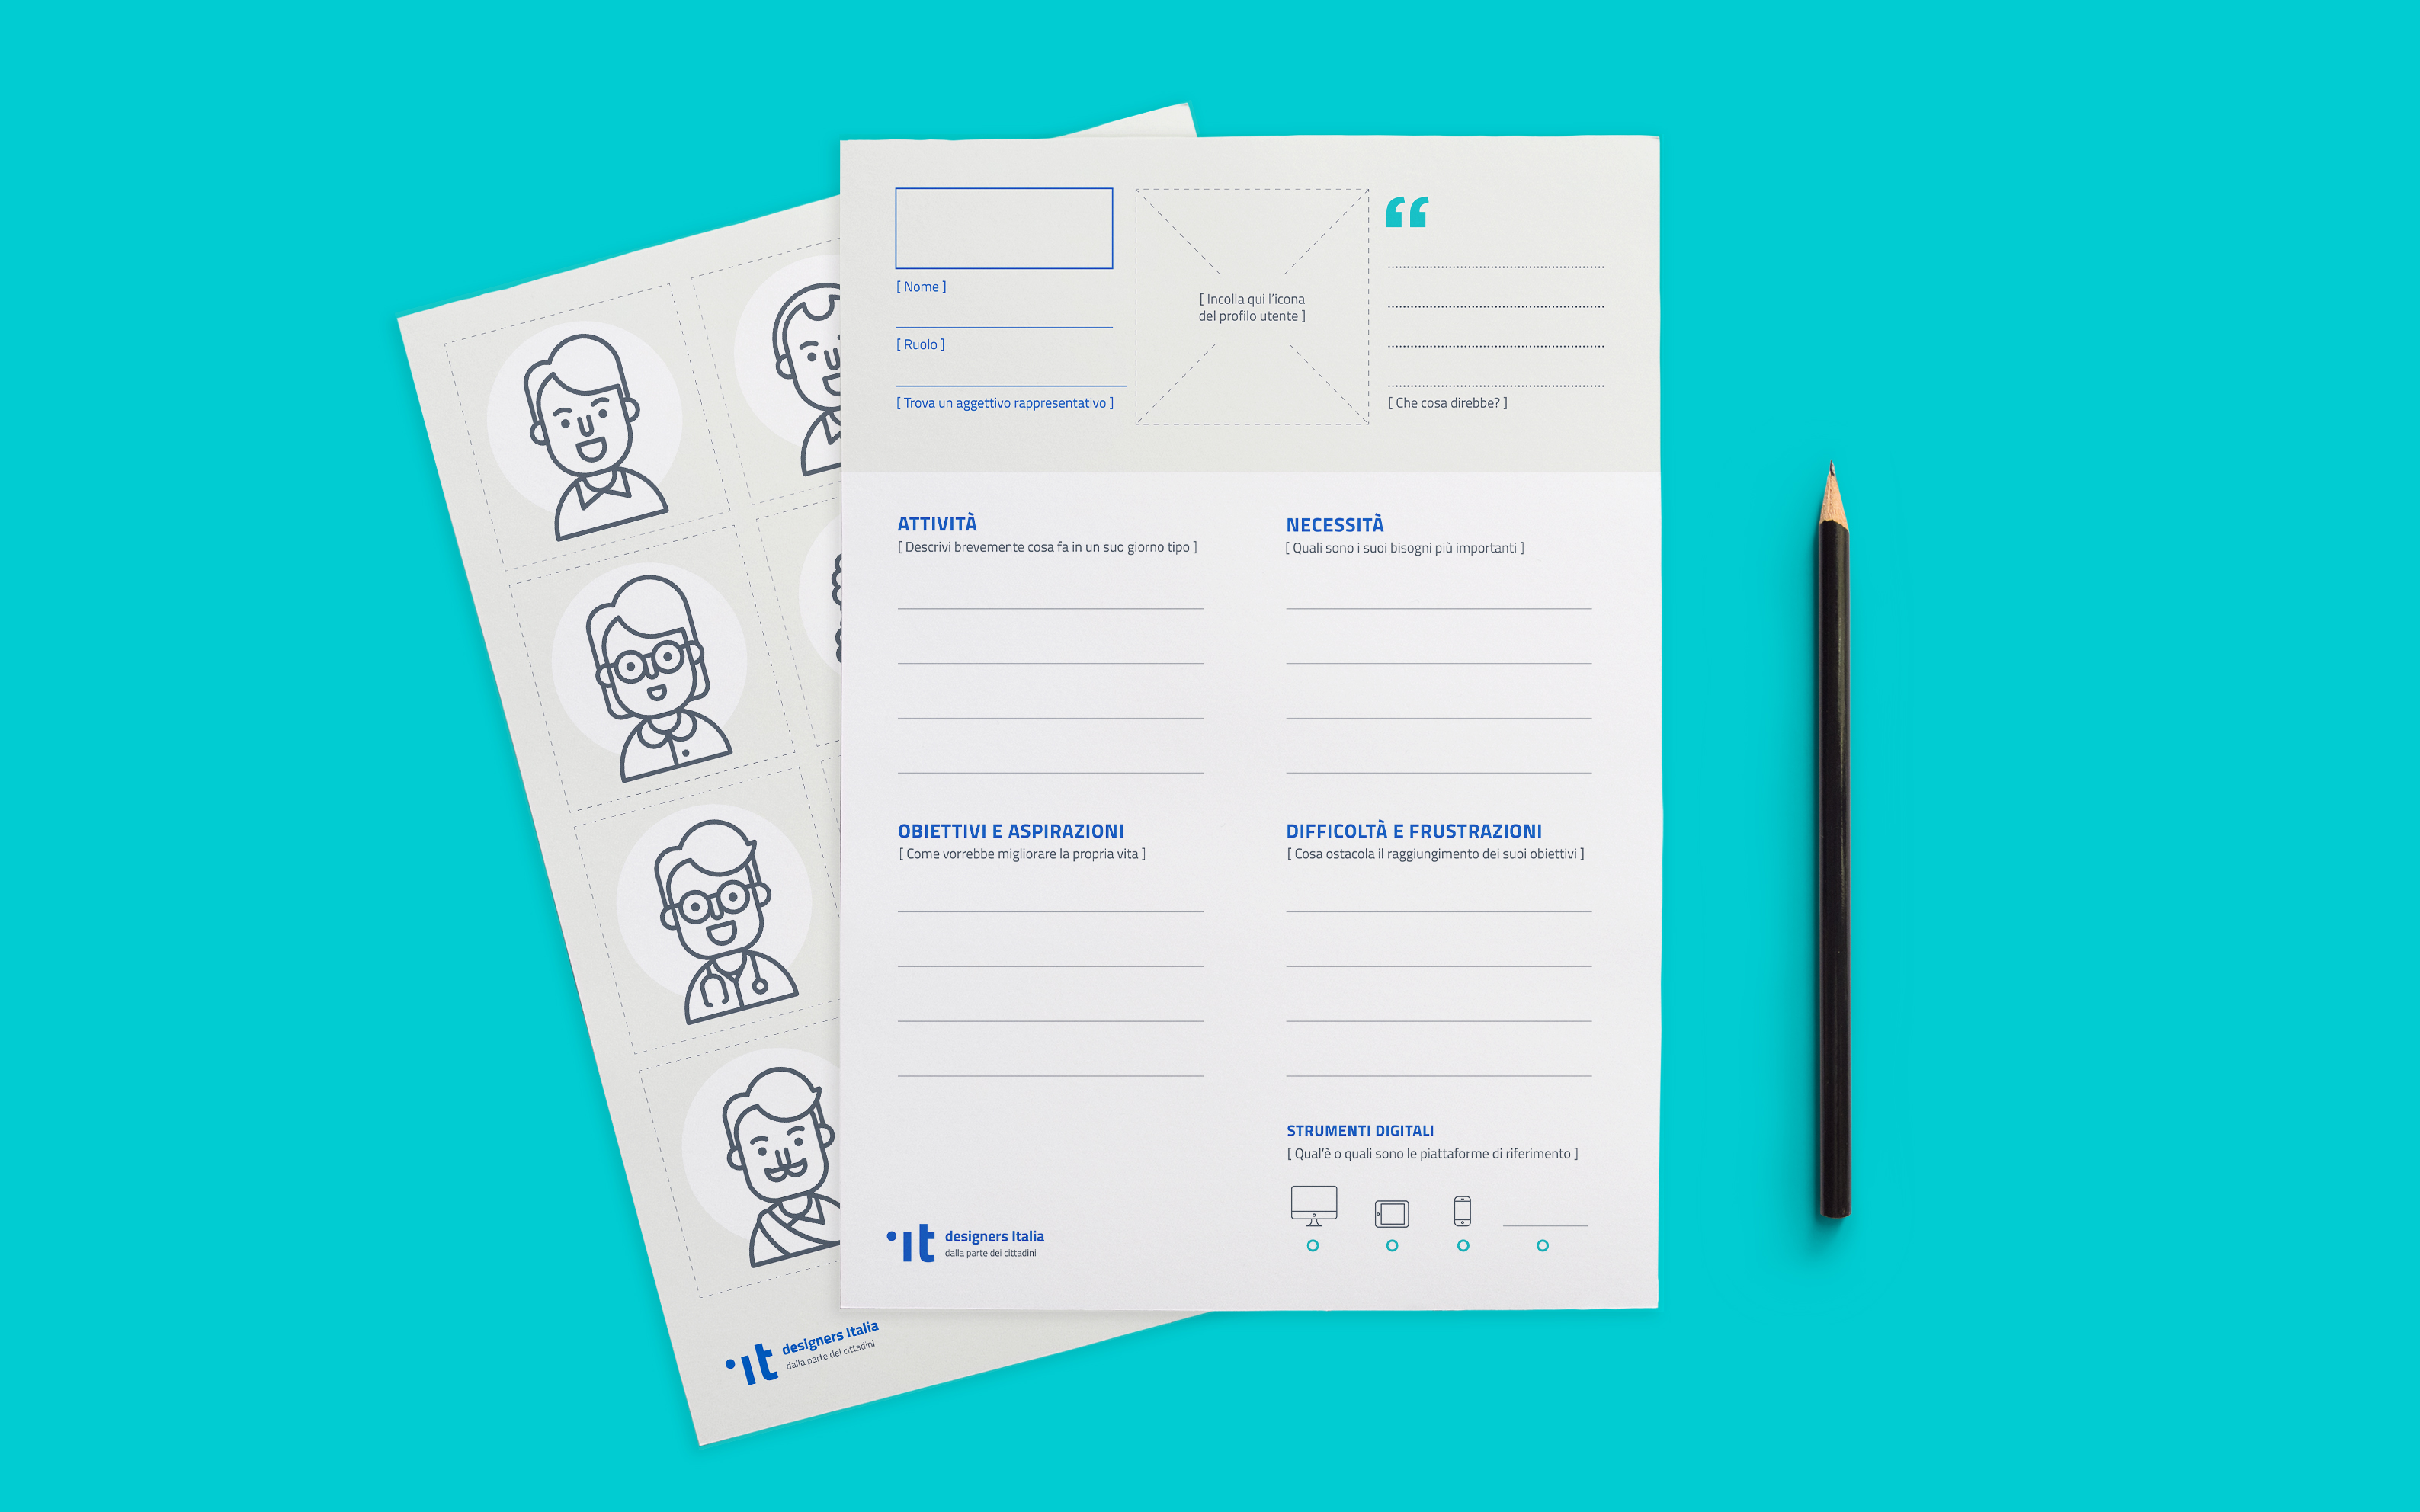 [ Nome ]
[ Ruolo ]
[ Trova un aggettivo rappresentativo ]
[ Incolla qui l'icona
del profilo utente ]
“
[ Che cosa direbbe? ]
ATTIVITÀ
[ Descrivi brevemente cosa fa in un suo giorno tipo ]
NECESSITÀ
[ Quali sono i suoi bisogni più importanti ]
OBIETTIVI E ASPIRAZIONI
[ Come vorrebbe migliorare la propria vita ]
DIFFICOLTÀ E FRUSTRAZIONI
[ Cosa ostacola il raggiungimento dei suoi obiettivi ]
STRUMENTI DIGITALI
[ Qual'è o quali sono le piattaforme di riferimento ]
it
designers Italia
dalla parte dei cittadini
it
designers Italia
dalla parte dei cittadini